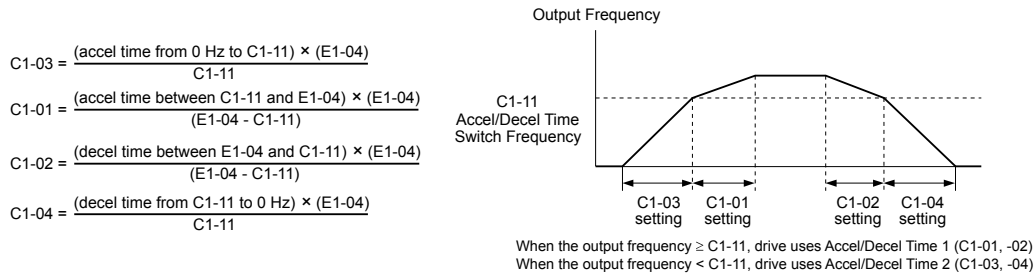 C1-03 = (accel time from 0 Hz to C1-11) × (E1-04)
C1-11
C1-01 = (accel time between C1-11 and E1-04) × (E1-04)
(E1-04 - C1-11)
C1-02 = (decel time between E1-04 and C1-11) × (E1-04)
(E1-04 - C1-11)
C1-04 = (decel time from C1-11 to 0 Hz) × (E1-04)
C1-11
Output Frequency
C1-11
Accel/Decel Time
Switch Frequency
C1-03
setting
C1-01
setting
C1-02
setting
C1-04
setting
When the output frequency ≥ C1-11, drive uses Accel/Decel Time 1 (C1-01, -02)
When the output frequency < C1-11, drive uses Accel/Decel Time 2 (C1-03, -04)